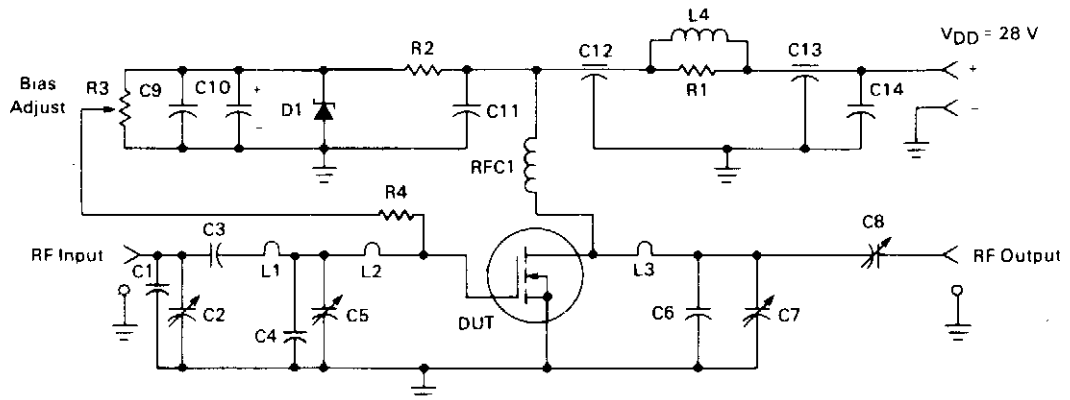 L4
V_DD = 28 V
R2
C12
C13
+
R1
C14
−
Bias
Adjust
R3
C9
C10
+
−
D1
C11
RFC1
R4
C3
C8
RF Input
L1
L2
L3
RF Output
C1
C2
C4
C5
DUT
C6
C7